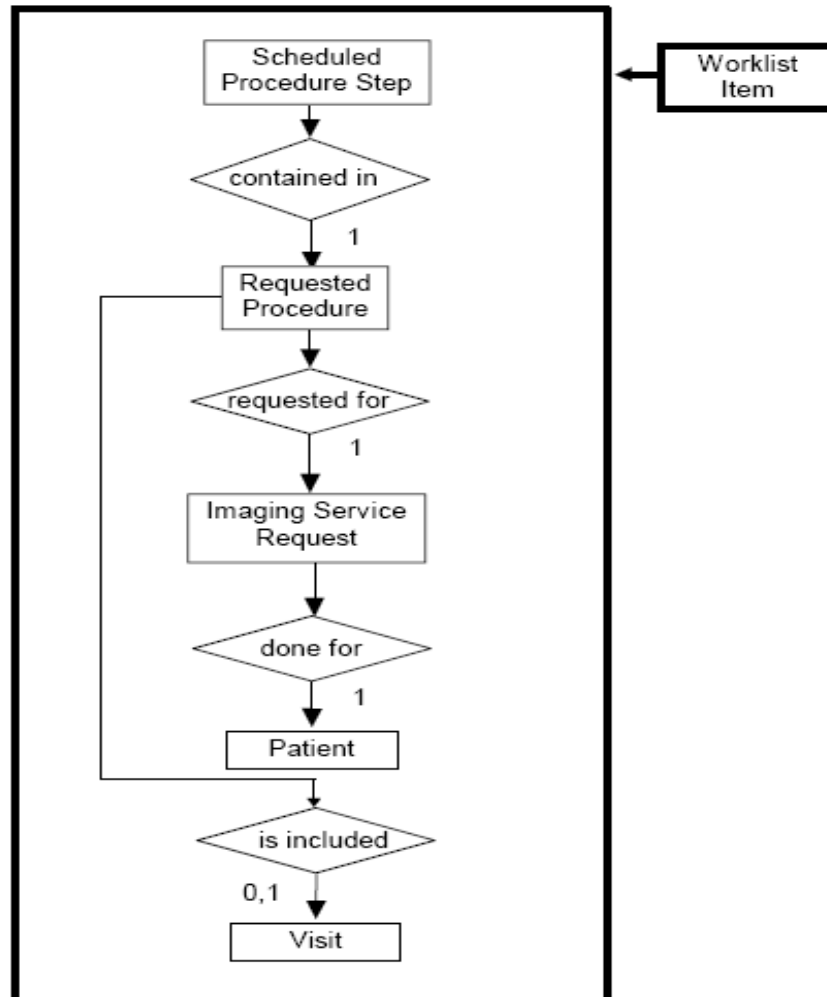 Scheduled
Procedure Step
Worklist
Item
contained in
1
Requested
Procedure
requested for
1
Imaging Service
Request
done for
1
Patient
is included
0,1
Visit